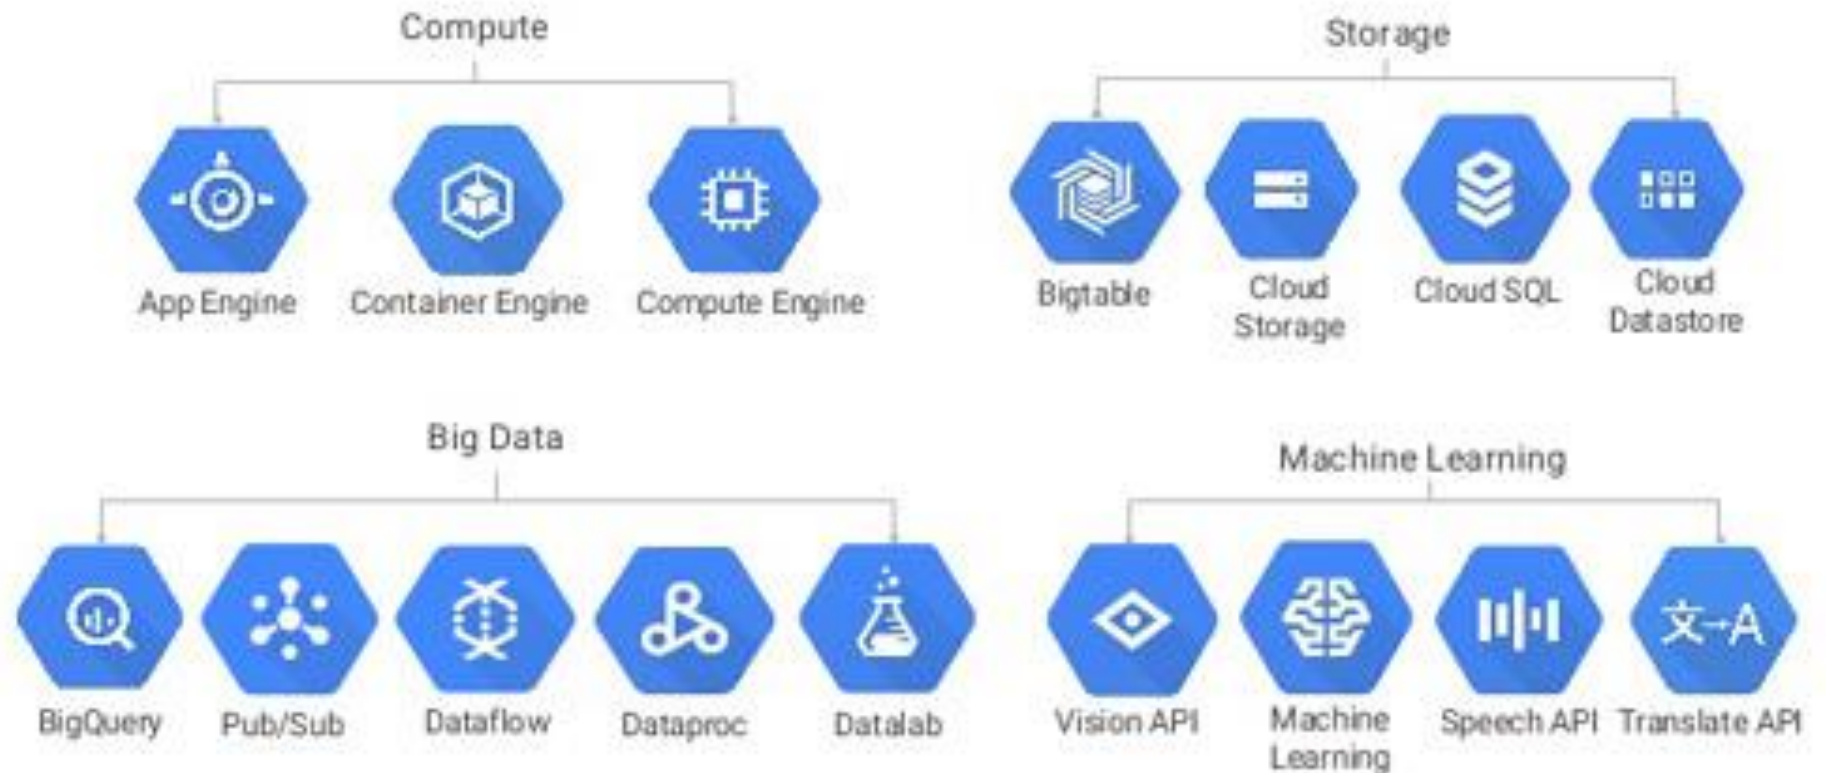 Compute
App Engine
Container Engine
Compute Engine
Storage
Bigtable
Cloud
Storage
Cloud SQL
Cloud
Datastore
Big Data
BigQuery
Pub/Sub
Dataflow
Dataproc
Datalab
Machine Learning
Vision API
Machine
Learning
Speech API
文→A
Translate API